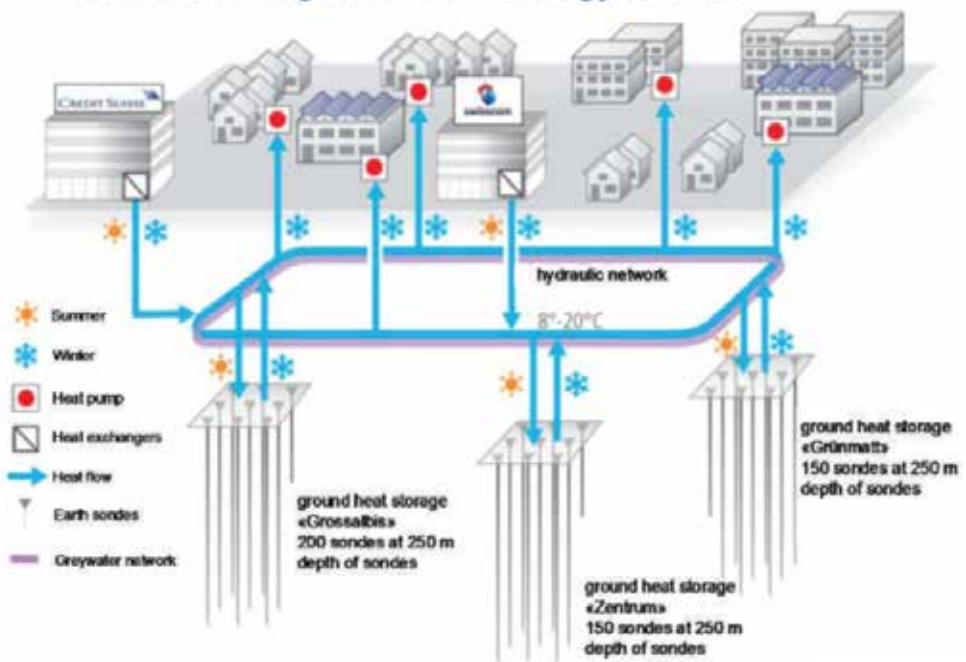 CREDIT SUISSE
swisscom
hydraulic network
8°-20°C
Summer
Winter
Heat pump
Heat exchangers
Heat flow
Earth sondes
Greywater network
ground heat storage
«Grossalbis»
200 sondes at 250 m
depth of sondes
ground heat storage
«Zentrum»
150 sondes at 250 m
depth of sondes
ground heat storage
«Grünmatt»
150 sondes at 250 m
depth of sondes